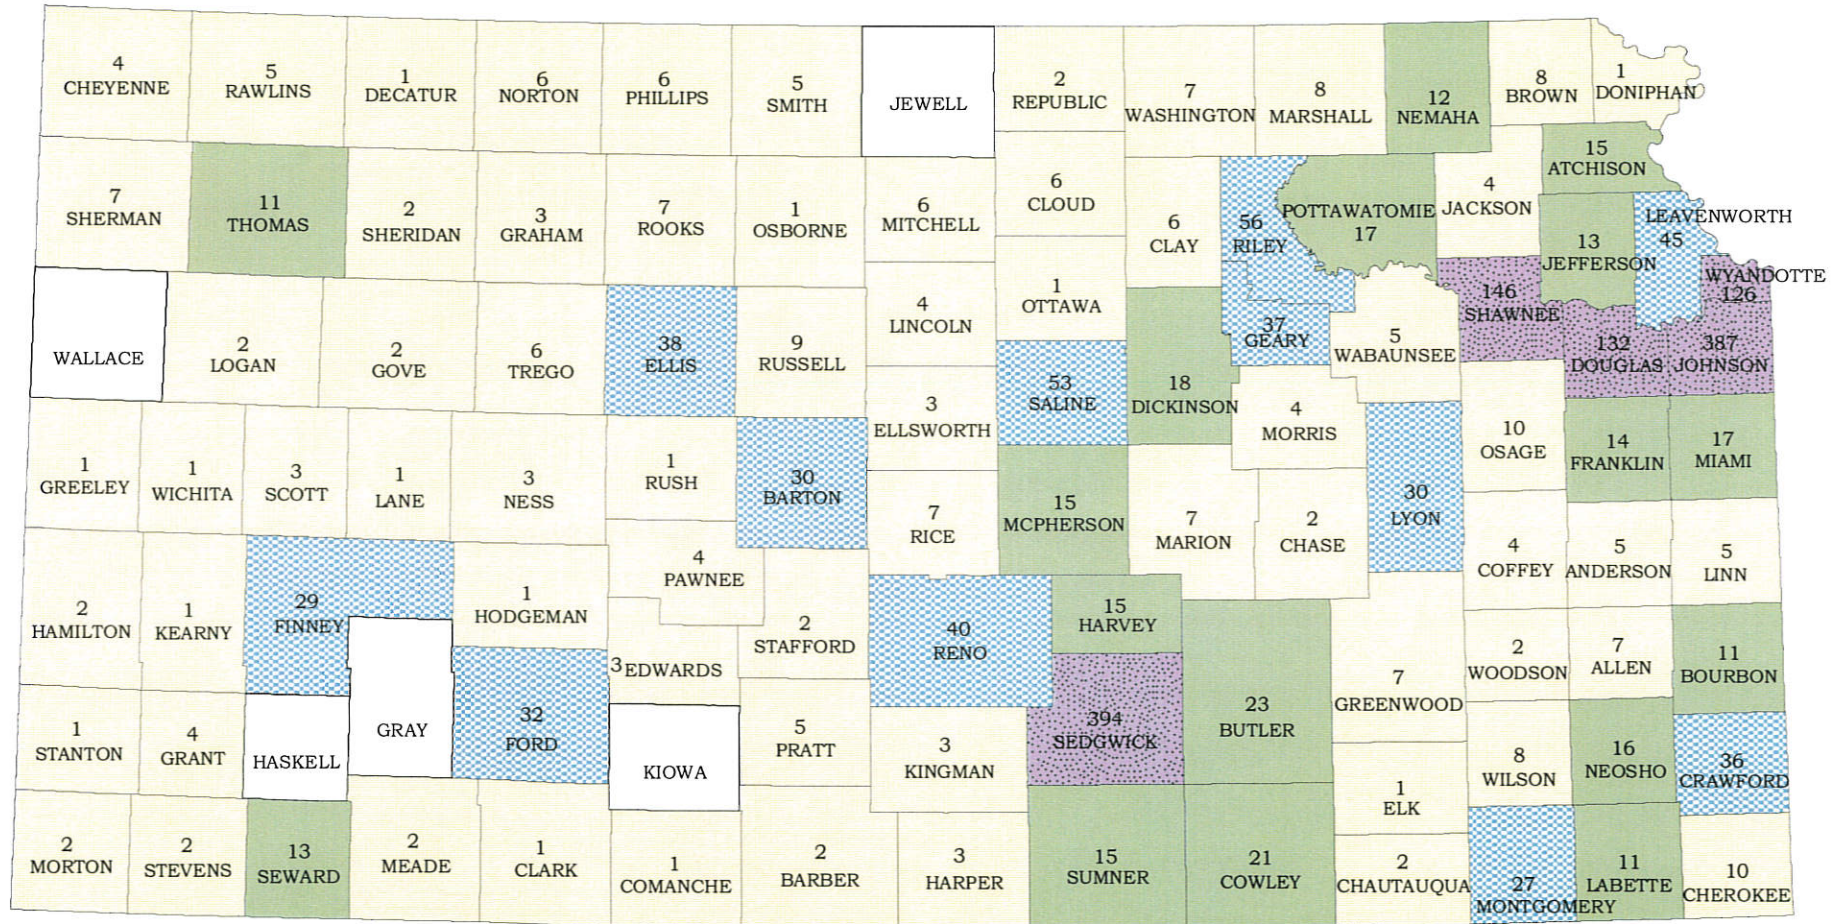 4
CHEYENNE
5
RAWLINS
1
DECATUR
6
NORTON
6
PHILLIPS
5
SMITH
JEWELL
2
REPUBLIC
7
WASHINGTON
8
MARSHALL
12
NEMAHA
8
BROWN
1
DONIPHAN
7
SHERMAN
11
THOMAS
2
SHERIDAN
3
GRAHAM
7
ROOKS
1
OSBORNE
6
MITCHELL
6
CLOUD
6
CLAY
56
RILEY
POTTAWATOMIE
17
4
JACKSON
15
ATCHISON
13
JEFFERSON
LEAVENWORTH
45
WYANDOTTE
126
WALLACE
2
LOGAN
2
GOVE
6
TREGO
38
ELLIS
9
RUSSELL
4
LINCOLN
1
OTTAWA
37
GEARY
5
WABAUNSEE
146
SHAWNEE
132
DOUGLAS
387
JOHNSON
3
ELLSWORTH
53
SALINE
18
DICKINSON
4
MORRIS
10
OSAGE
14
FRANKLIN
17
MIAMI
1
GREELEY
1
WICHITA
3
SCOTT
1
LANE
3
NESS
1
RUSH
30
BARTON
7
RICE
15
MCPHERSON
7
MARION
2
CHASE
30
LYON
4
COFFEY
5
ANDERSON
5
LINN
2
HAMILTON
1
KEARNY
29
FINNEY
1
HODGEMAN
4
PAWNEE
3 EDWARDS
2
STAFFORD
40
RENO
15
HARVEY
23
BUTLER
7
GREENWOOD
2
WOODSON
7
ALLEN
11
BOURBON
1
STANTON
4
GRANT
HASKELL
GRAY
32
FORD
KIOWA
5
PRATT
3
KINGMAN
394
SEDGWICK
1
ELK
8
WILSON
16
NEOSHO
36
CRAWFORD
2
MORTON
2
STEVENS
13
SEWARD
2
MEADE
1
CLARK
1
COMANCHE
2
BARBER
3
HARPER
15
SUMNER
21
COWLEY
2
CHAUTAUQUA
27
MONTGOMERY
11
LABETTE
10
CHEROKEE